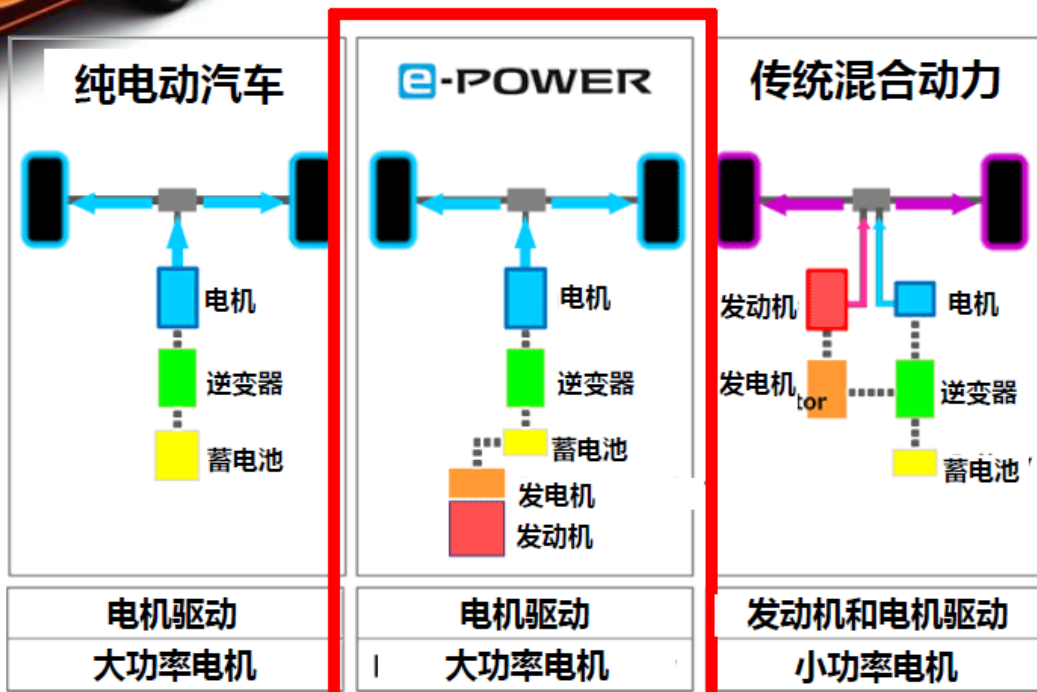 纯电动汽车
e-POWER
传统混合动力
电机
逆变器
蓄电池
电机
逆变器
蓄电池
发电机
发动机
发动机
电机
发电机
tor
逆变器
蓄电池
电机驱动
电机驱动
发动机和电机驱动
大功率电机
大功率电机
小功率电机